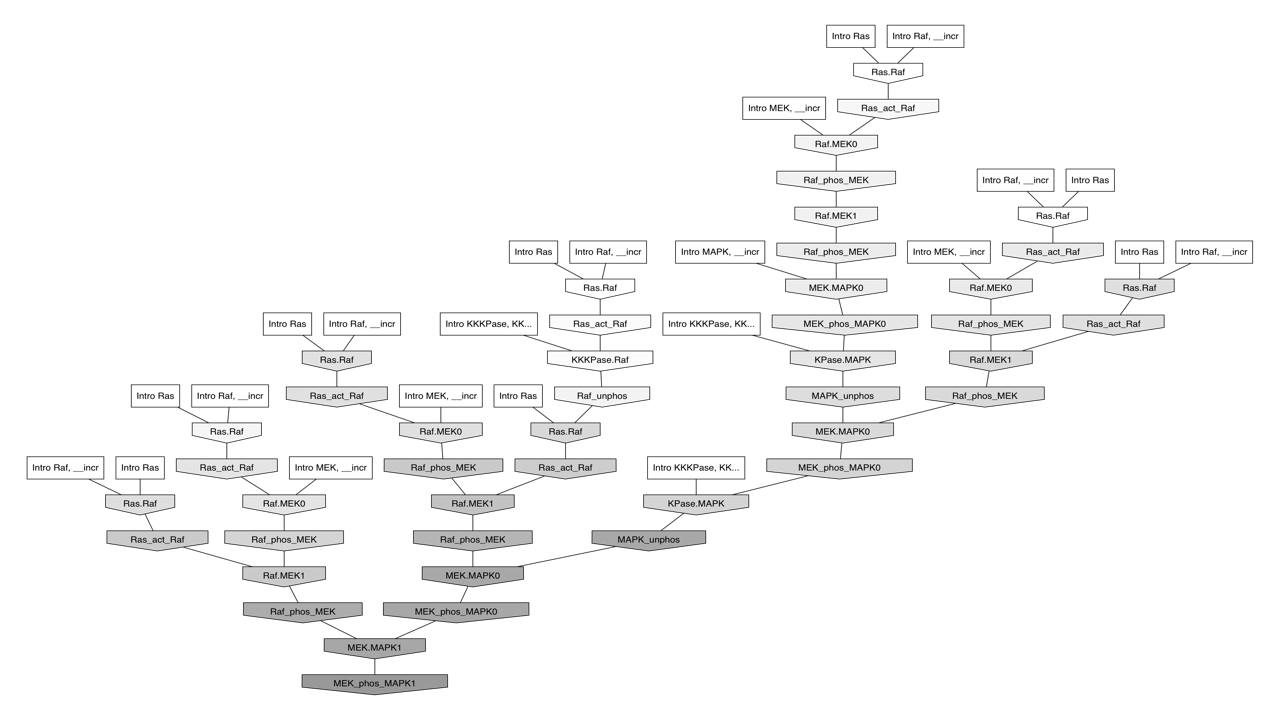 Intro Ras
Intro Raf, __incr
Ras.Raf
Intro MEK, __incr
Ras_act_Raf
Raf.MEK0
Raf_phos_MEK
Intro Raf, __incr
Intro Ras
Raf.MEK1
Ras.Raf
Intro Ras
Intro Raf, __incr
Intro MAPK, __incr
Raf_phos_MEK
Intro MEK, __incr
Ras_act_Raf
Intro Ras
Intro Raf, __incr
Ras.Raf
MEK.MAPK0
Raf.MEK0
Ras.Raf
Intro Ras
Intro Raf, __incr
Intro KKKPase, KK...
Ras_act_Raf
Intro KKKPase, KK...
MEK_phos_MAPK0
Raf_phos_MEK
Ras_act_Raf
Ras.Raf
KKKPase.Raf
KPase.MAPK
Raf.MEK1
Intro Ras
Intro Raf, __incr
Ras_act_Raf
Intro MEK, __incr
Intro Ras
Raf_unphos
MAPK_unphos
Raf_phos_MEK
Ras.Raf
Raf.MEK0
Ras.Raf
MEK.MAPK0
Intro Raf, __incr
Intro Ras
Ras_act_Raf
Intro MEK, __incr
Raf_phos_MEK
Ras_act_Raf
Intro KKKPase, KK...
MEK_phos_MAPK0
Ras.Raf
Raf.MEK0
Raf.MEK1
KPase.MAPK
Ras_act_Raf
Raf_phos_MEK
Raf_phos_MEK
MAPK_unphos
Raf.MEK1
MEK.MAPK0
Raf_phos_MEK
MEK_phos_MAPK0
MEK.MAPK1
MEK_phos_MAPK1